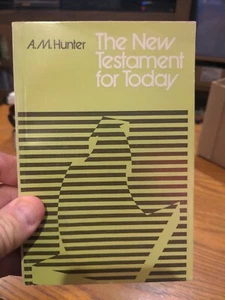 A.M.Hunter
The New
Testament
for Today